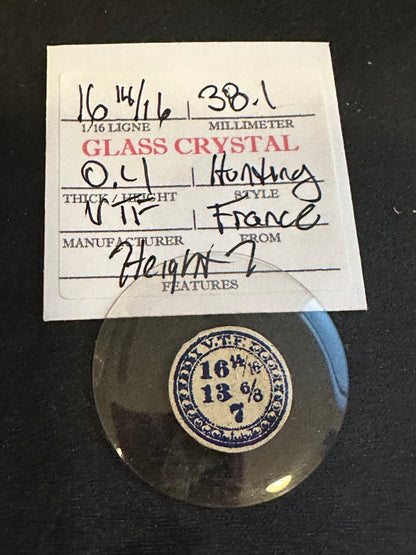 16 14/16 38.1
1/16 LIGNE MILLIMETER
GLASS CRYSTAL
0.4 Hunting
THICK / HEIGHT STYLE
VTF France
MANUFACTURER FROM
Height 7
FEATURES
V.T.F.
16 14/16
13 6/8
7